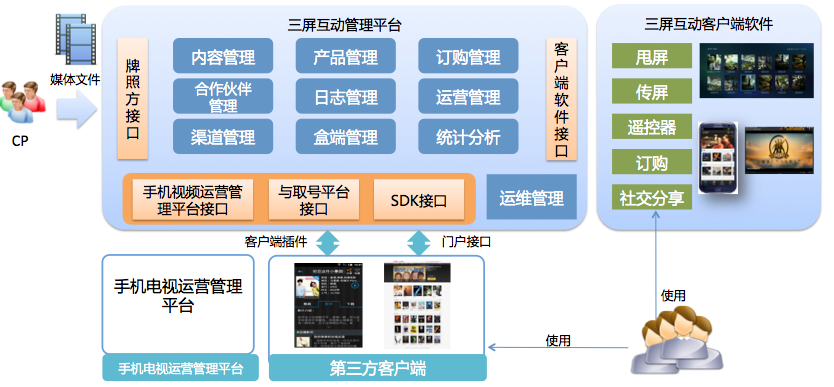 三屏互动管理平台
三屏互动客户端软件
媒体文件
CP
牌照方接口
内容管理
产品管理
订购管理
合作伙伴
管理
日志管理
运营管理
渠道管理
盒端管理
统计分析
客户端软件接口
甩屏
传屏
遥控器
订购
社交分享
手机视频运营管
理平台接口
与取号平台
接口
SDK接口
运维管理
客户端插件
门户接口
手机电视运营管理
平台
手机电视运营管理平台
第三方客户端
使用
使用